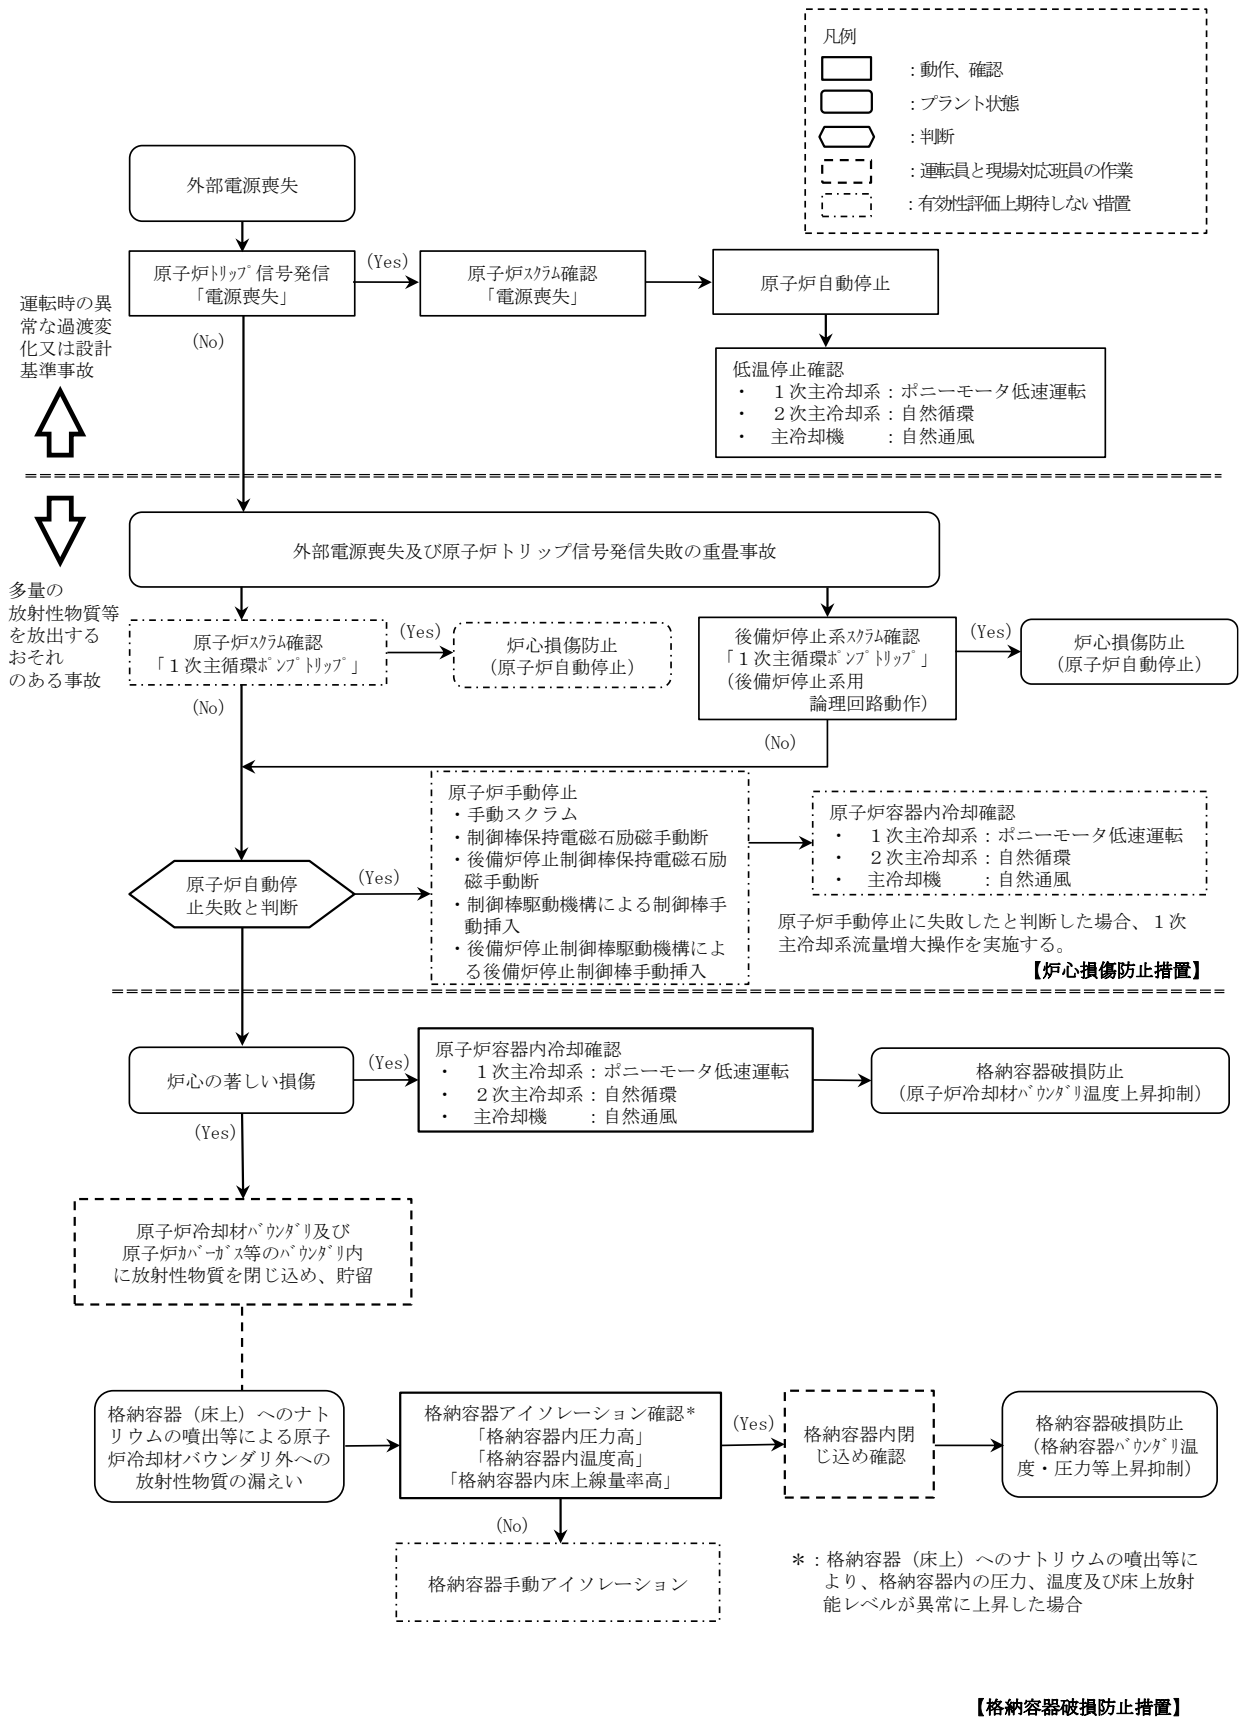 凡例
：動作、確認
：プラント状態
：判断
：運転員と現場対応班員の作業
：有効性評価上期待しない措置
外部電源喪失
原子炉ﾄﾘｯﾌﾟ信号発信
「電源喪失」
(Yes)
原子炉ｽｸﾗﾑ確認
「電源喪失」
原子炉自動停止
(No)
運転時の異
常な過渡変
化又は設計
基準事故
低温停止確認
・　１次主冷却系：ポニーモータ低速運転
・　２次主冷却系：自然循環
・　主冷却機　　：自然通風
外部電源喪失及び原子炉トリップ信号発信失敗の重畳事故
多量の
放射性物質等
を放出する
おそれ
のある事故
原子炉ｽｸﾗﾑ確認
「１次主循環ﾎﾟﾝﾌﾟﾄﾘｯﾌﾟ」
(Yes)
炉心損傷防止
（原子炉自動停止）
後備炉停止系ｽｸﾗﾑ確認
「１次主循環ﾎﾟﾝﾌﾟﾄﾘｯﾌﾟ」
（後備炉停止系用
論理回路動作）
(Yes)
炉心損傷防止
（原子炉自動停止）
(No)
(No)
原子炉自動停
止失敗と判断
(Yes)
原子炉手動停止
・手動スクラム
・制御棒保持電磁石励磁手動断
・後備炉停止制御棒保持電磁石励
磁手動断
・制御棒駆動機構による制御棒手
動挿入
・後備炉停止制御棒駆動機構によ
る後備炉停止制御棒手動挿入
原子炉容器内冷却確認
・　１次主冷却系：ポニーモータ低速運転
・　２次主冷却系：自然循環
・　主冷却機　　：自然通風
原子炉手動停止に失敗したと判断した場合、１次
主冷却系流量増大操作を実施する。
【炉心損傷防止措置】
炉心の著しい損傷
(Yes)
原子炉容器内冷却確認
・　１次主冷却系：ポニーモータ低速運転
・　２次主冷却系：自然循環
・　主冷却機　　：自然通風
格納容器破損防止
（原子炉冷却材ﾊﾞｳﾝﾀﾞﾘ温度上昇抑制）
(Yes)
原子炉冷却材ﾊﾞｳﾝﾀﾞﾘ及び
原子炉ｶﾊﾞｰｶﾞｽ等のﾊﾞｳﾝﾀﾞﾘ内
に放射性物質を閉じ込め、貯留
格納容器（床上）へのナト
リウムの噴出等による原子
炉冷却材バウンダリ外への
放射性物質の漏えい
格納容器アイソレーション確認*
「格納容器内圧力高」
「格納容器内温度高」
「格納容器内床上線量率高」
(Yes)
格納容器内閉
じ込め確認
格納容器破損防止
（格納容器ﾊﾞｳﾝﾀﾞﾘ温
度・圧力等上昇抑制）
(No)
格納容器手動アイソレーション
＊：格納容器（床上）へのナトリウムの噴出等に
より、格納容器内の圧力、温度及び床上放射
能レベルが異常に上昇した場合
【格納容器破損防止措置】